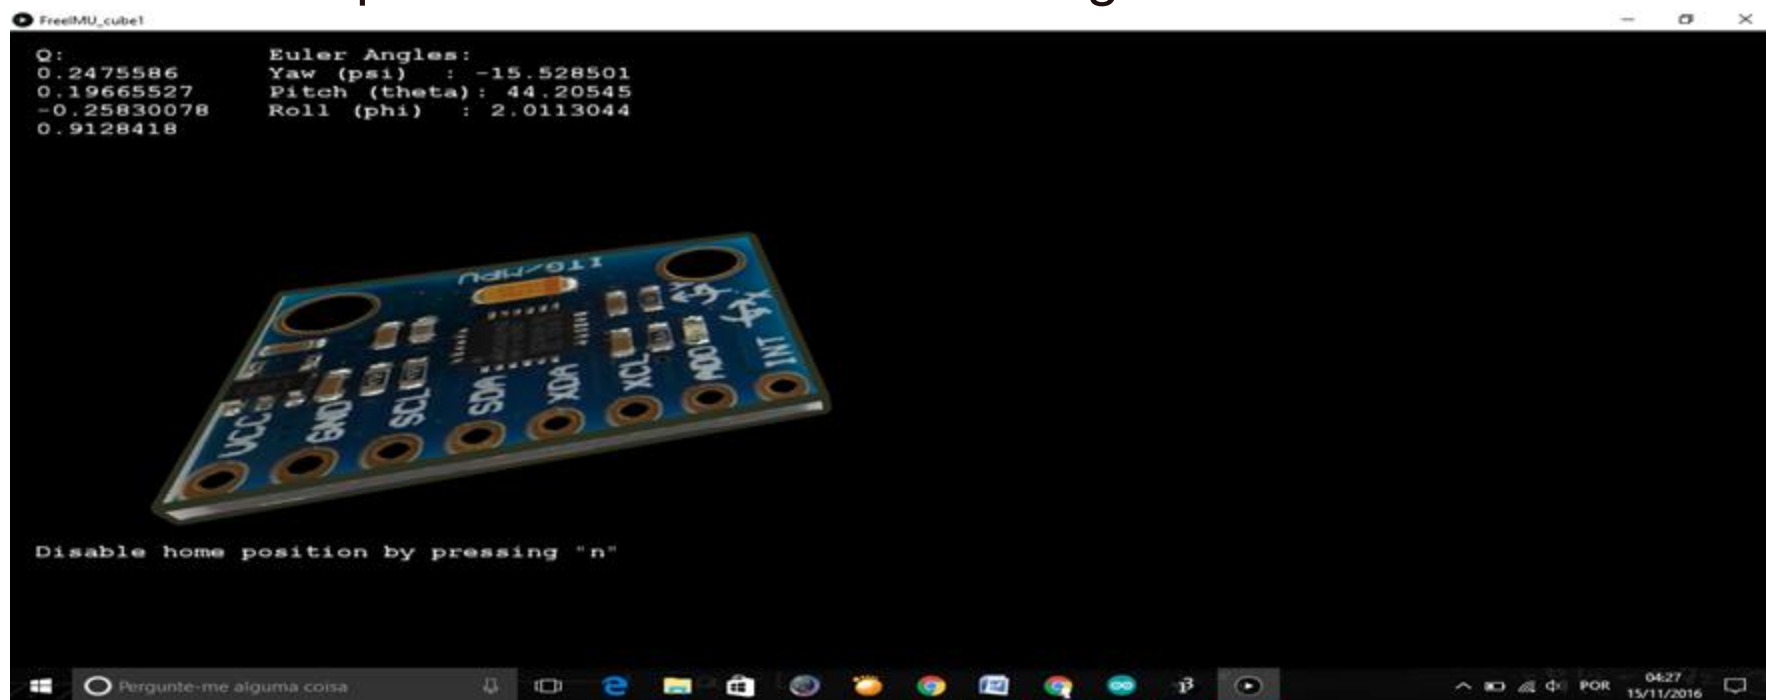 FreeIMU_cube1
Q: Euler Angles:
0.2475586 Yaw (psi) : -15.528501
0.19665527 Pitch (theta): 44.20545
-0.25830078 Roll (phi) : 2.0113044
0.9128418
ITG/MPU
VCC GND SCL SDA XDA XCL ADO INT
Disable home position by pressing "n"
Pergunte-me alguma coisa
POR
04:27
15/11/2016